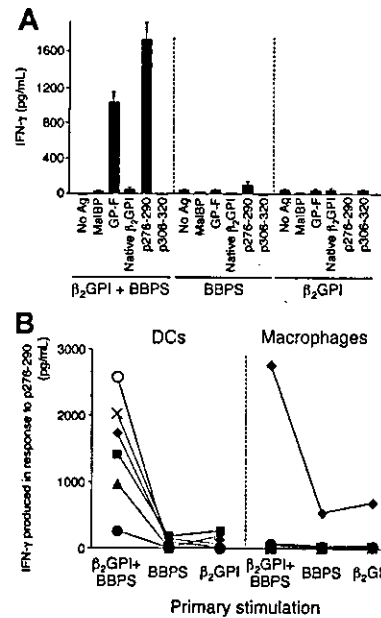 A
IFN-γ (pg/mL)
1600
1200
800
400
0
No Ag MalBP GP-F Native β2GPI p276-290 p306-320 No Ag MalBP GP-F Native β2GPI p276-290 p306-320 No Ag MalBP GP-F Native β2GPI p276-290 p306-320
β2GPI + BBPS BBPS β2GPI
B
DCs Macrophages
IFN-γ produced in response to p276-290
(pg/mL)
3000
2000
1000
0
β2GPI+ BBPS β2GPI β2GPI+ BBPS β2G
BBPS BBPS
Primary stimulation